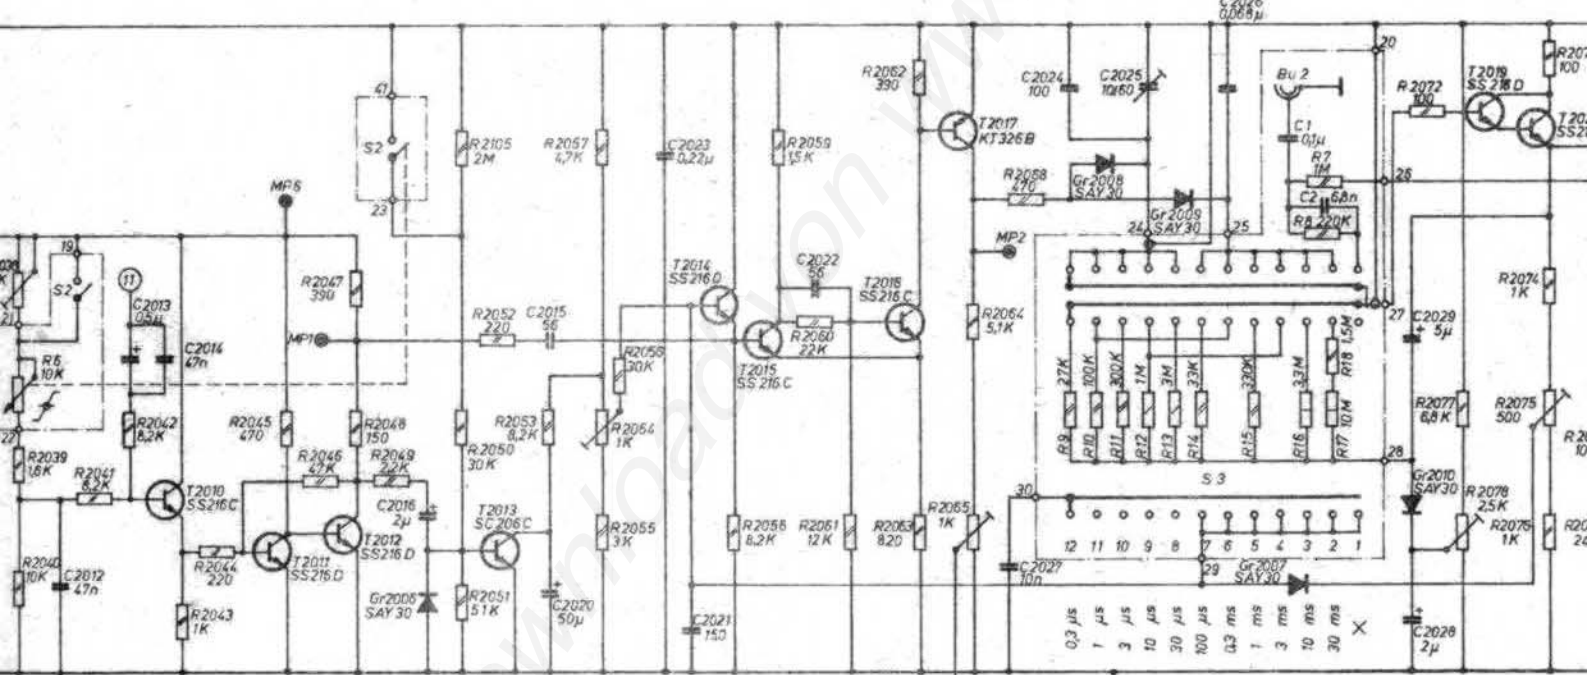 C2026
0,068µ
20
41
S2
23
R2105
2M
R2057
4,7K
C2023
0,22µ
R2059
1,5K
R2062
390
T2017
KT326B
C2024
100
C2025
10/60
Bu 2
C1
0,1µ
R7
1M
26
C2
6,8n
R8 220K
R2072
100
T2019
SS216D
R207
100
T202
SS2
MP6
R2068
470
Gr2008
SAY30
Gr2009
SAY30
24
25
MP2
19
S2
21
11
C2013
0,5µ
C2014
47n
R2047
390
MP1
R2052
220
C2015
56
T2014
SS216D
C2022
56
T2016
SS216C
R2060
22K
T2015
SS216C
R2064
5,1K
R2074
1K
27
C2029
5µ
R6
10K
22
R2042
8,2K
R2045
470
R2048
150
R2050
30K
R2053
8,2K
R2056
30K
R2054
1K
27K
100K
300K
1M
3M
33K
330K
3,3M
10M
R18
1,5M
R9
R10
R11
R12
R13
R14
R15
R16
R17
R2077
6,8K
R2075
500
28
R2039
1,6K
R2041
8,2K
T2010
SS216C
R2046
47K
R2049
2,2K
C2016
2µ
T2013
SC206C
R2055
3K
R2058
8,2K
R2061
12K
R2063
820
R2065
1K
30
S3
Gr2010
SAY30
R2078
2,5K
R2076
1K
R2040
10K
C2012
47n
R2044
220
T2011
SS216D
T2012
SS216D
Gr2006
SAY30
R2051
51K
C2020
50µ
C2021
150
C2027
10n
12 11 10 9 8 7 6 5 4 3 2 1
29
Gr2007
SAY30
R2043
1K
0,3 µs
1 µs
3 µs
10 µs
30 µs
100 µs
0,3 ms
1 ms
3 ms
10 ms
30 ms
X
C2028
2µ